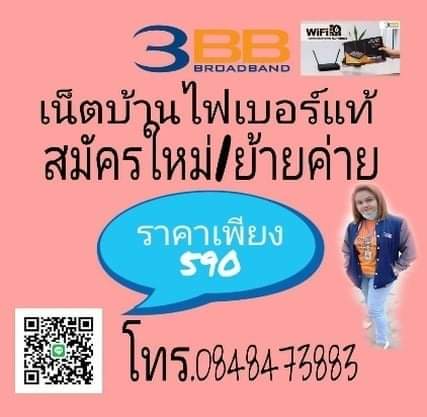 3BB
BROADBAND
WiFi
เน็ตบ้านไฟเบอร์แท้
สมัครใหม่/ย้ายค่าย
ราคาเพียง
590
โทร.0848473883